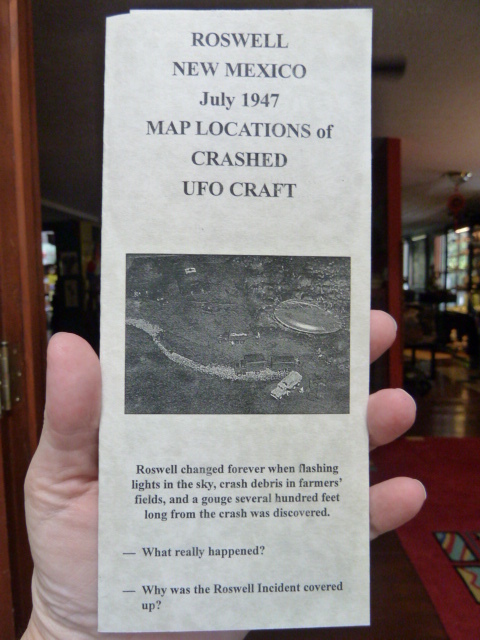 ROSWELL
NEW MEXICO
July 1947
MAP LOCATIONS of
CRASHED
UFO CRAFT
Roswell changed forever when flashing
lights in the sky, crash debris in farmers'
fields, and a gouge several hundred feet
long from the crash was discovered.
— What really happened?
— Why was the Roswell Incident covered
up?